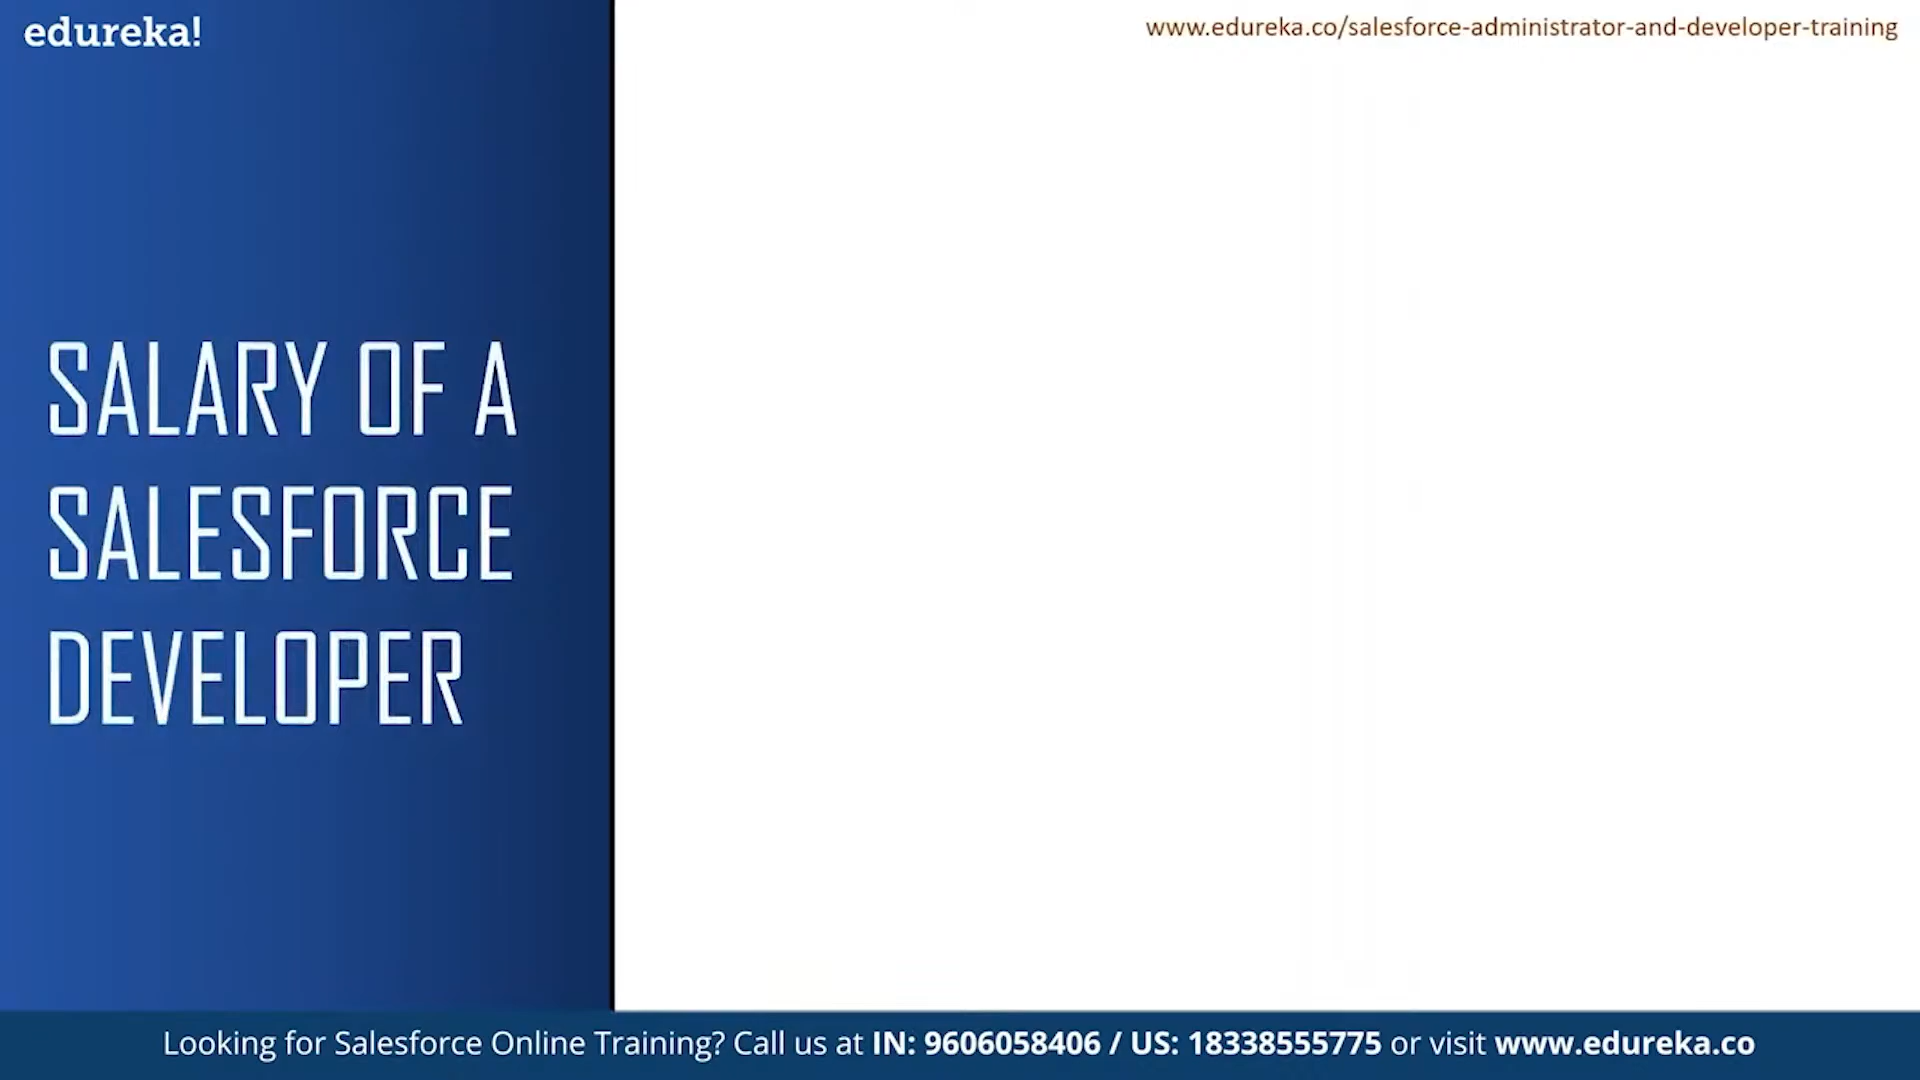 edureka!
www.edureka.co/salesforce-administrator-and-developer-training
SALARY OF A
SALESFORCE
DEVELOPER
Looking for Salesforce Online Training? Call us at IN: 9606058406 / US: 18338555775 or visit www.edureka.co